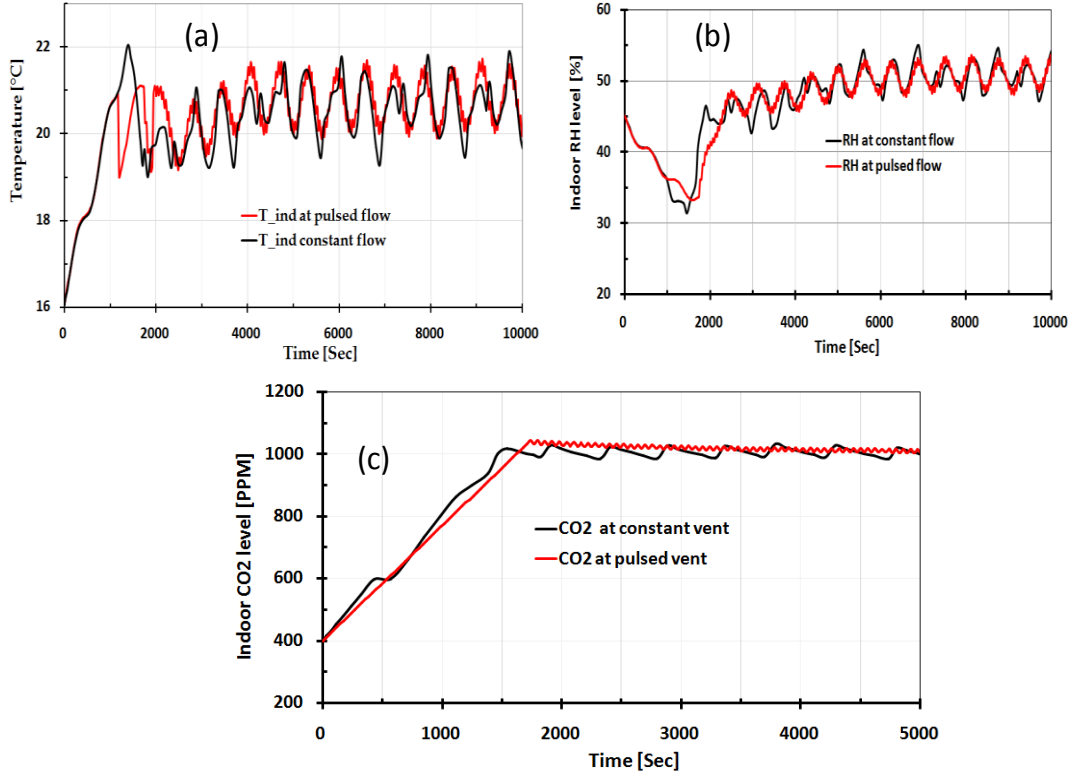 (a)
22
20
18
16
Temperature [°C]
T_ind at pulsed flow
T_ind constant flow
0 2000 4000 6000 8000 10000
Time [Sec]
(b)
60
50
40
30
20
Indoor RH level [%]
RH at constant flow
RH at pulsed flow
0 2000 4000 6000 8000 10000
Time [Sec]
(c)
1200
1000
800
600
400
200
Indoor CO2 level [PPM]
CO2 at constant vent
CO2 at pulsed vent
0 1000 2000 3000 4000 5000
Time [Sec]